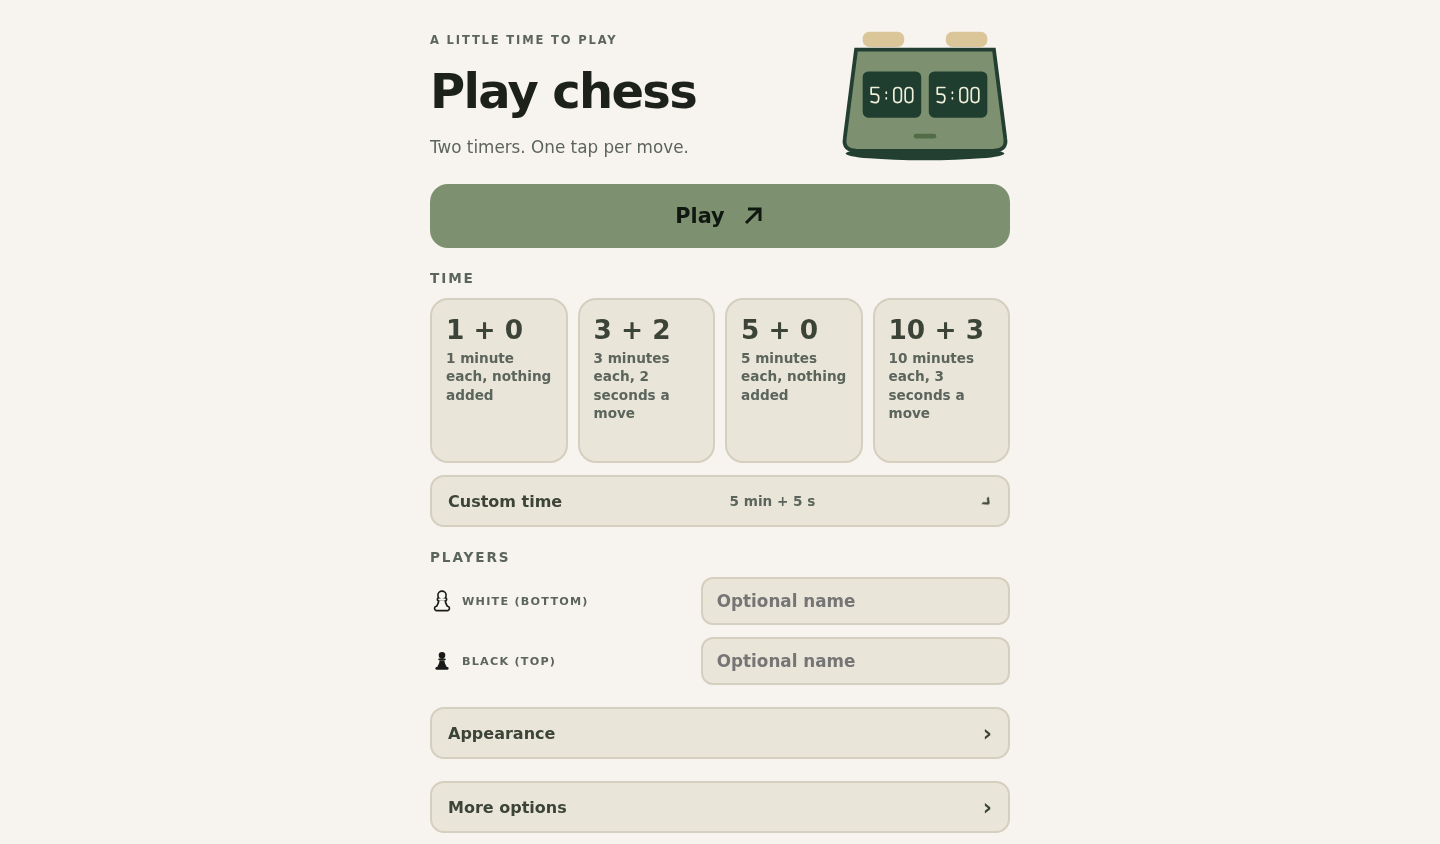 A LITTLE TIME TO PLAY
Play chess
Two timers. One tap per move.
5:00 5:00
Play
TIME
1 + 0
1 minute
each, nothing
added
3 + 2
3 minutes
each, 2
seconds a
move
5 + 0
5 minutes
each, nothing
added
10 + 3
10 minutes
each, 3
seconds a
move
Custom time 5 min + 5 s
PLAYERS
WHITE (BOTTOM) Optional name
BLACK (TOP) Optional name
Appearance
More options